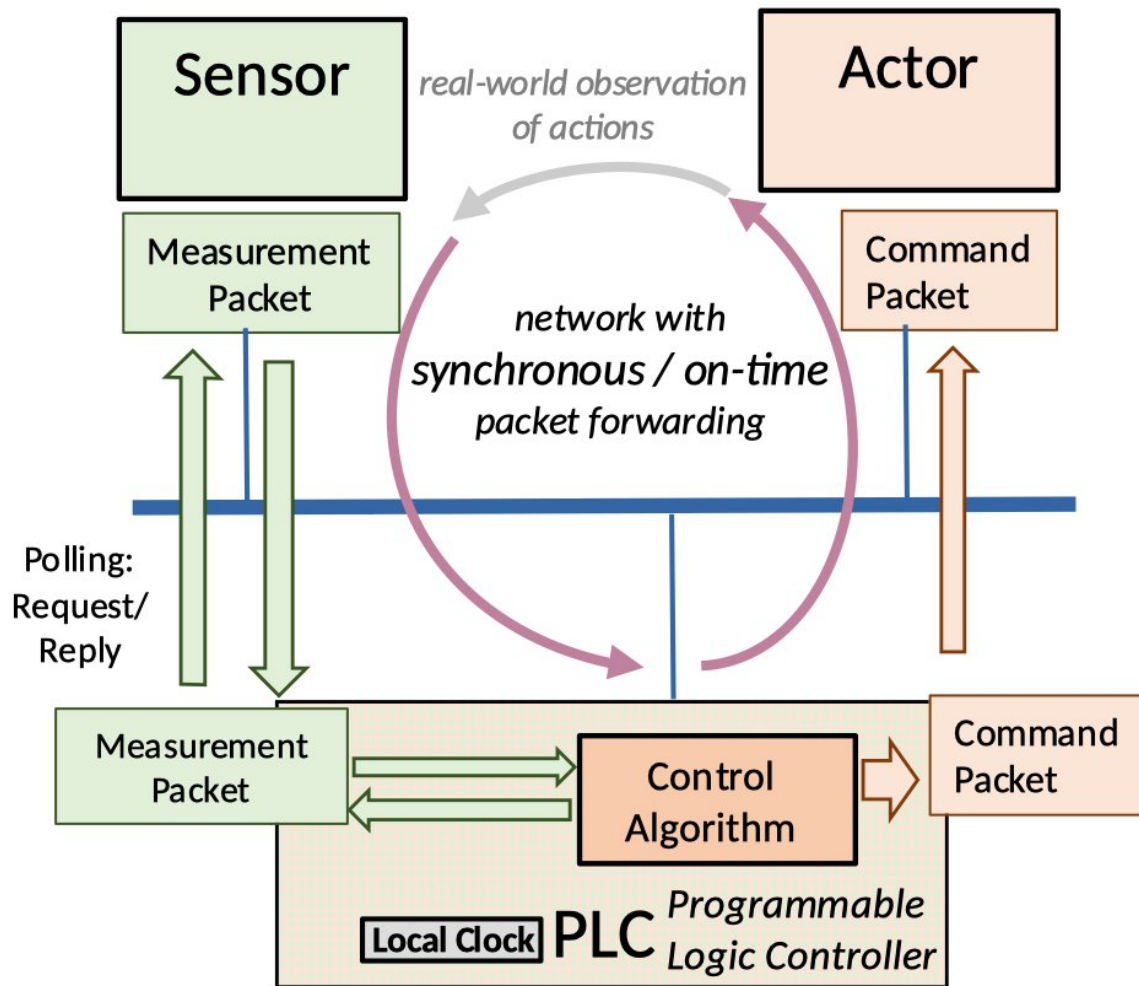 Sensor
real-world observation
of actions
Actor
Measurement
Packet
Command
Packet
network with
synchronous / on-time
packet forwarding
Polling:
Request/
Reply
Measurement
Packet
Control
Algorithm
Command
Packet
Local Clock
PLC
Programmable
Logic Controller